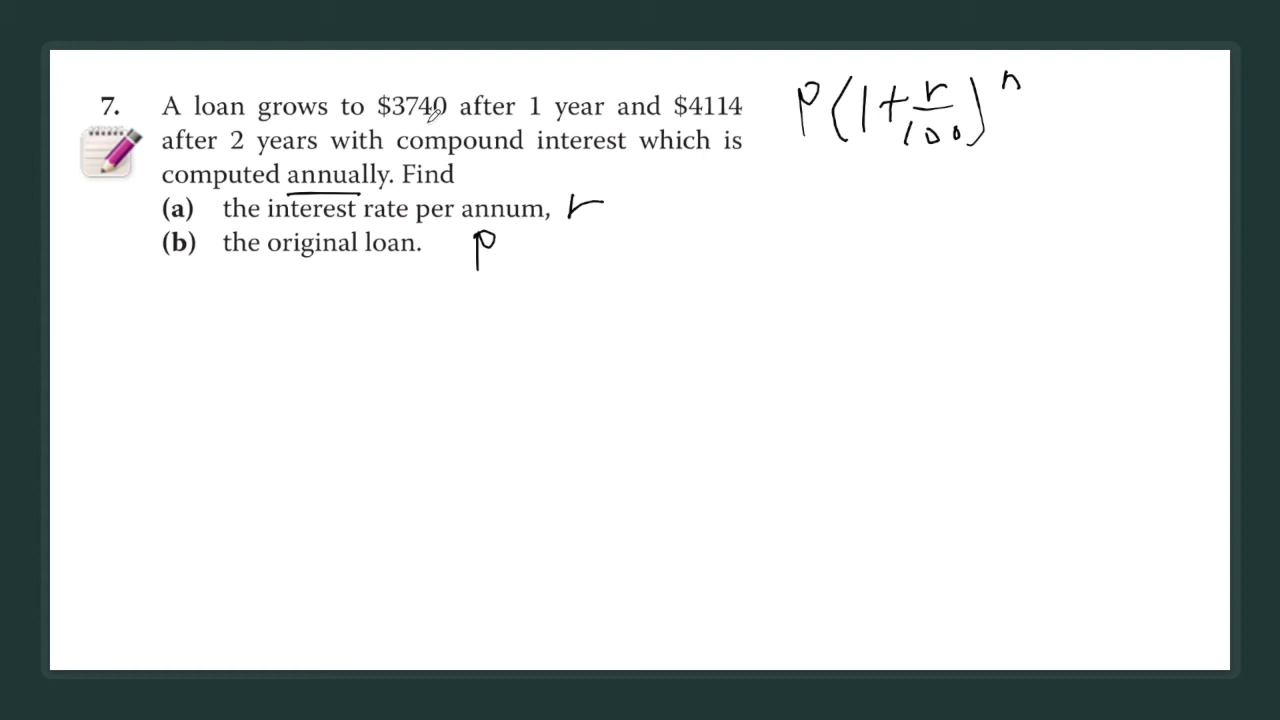 7. A loan grows to $3740 after 1 year and $4114
after 2 years with compound interest which is
computed annually. Find
(a) the interest rate per annum, r
(b) the original loan. P
P(1+r/100)^n